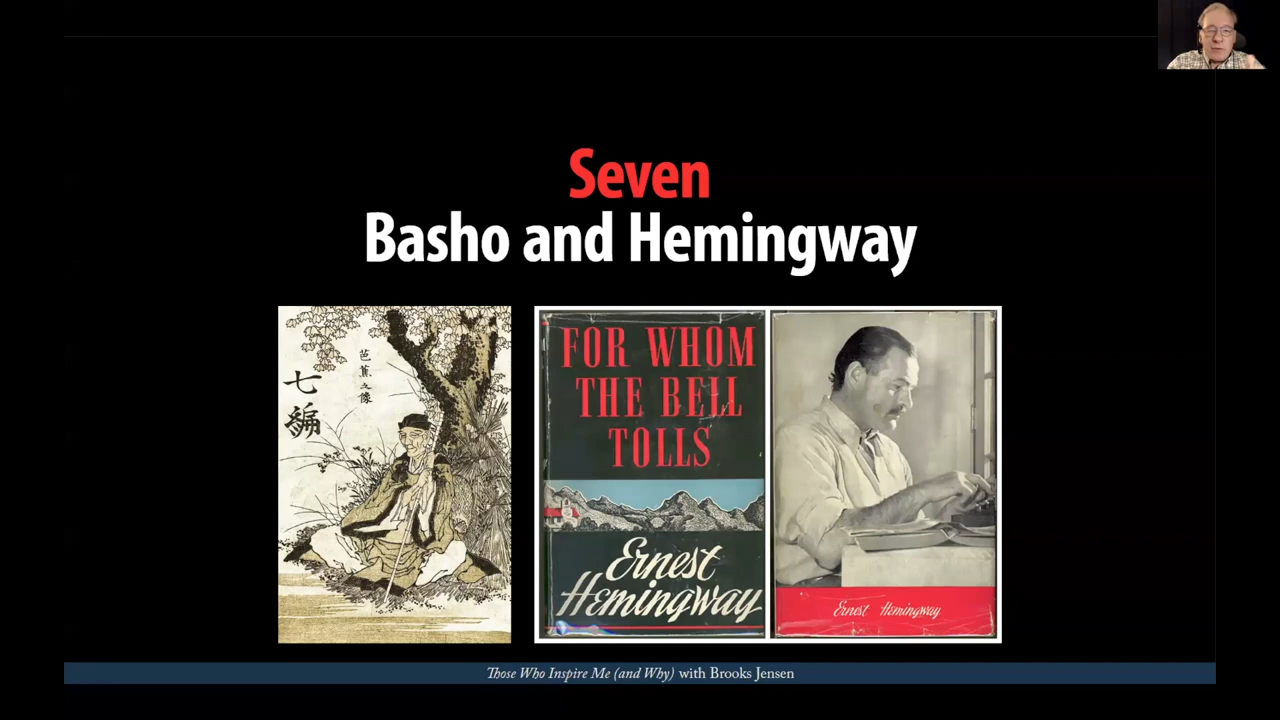 Seven
Basho and Hemingway
芭蕉之像
七編
FOR WHOM
THE BELL
TOLLS
Ernest
Hemingway
Ernest Hemingway
Those Who Inspire Me (and Why) with Brooks Jensen